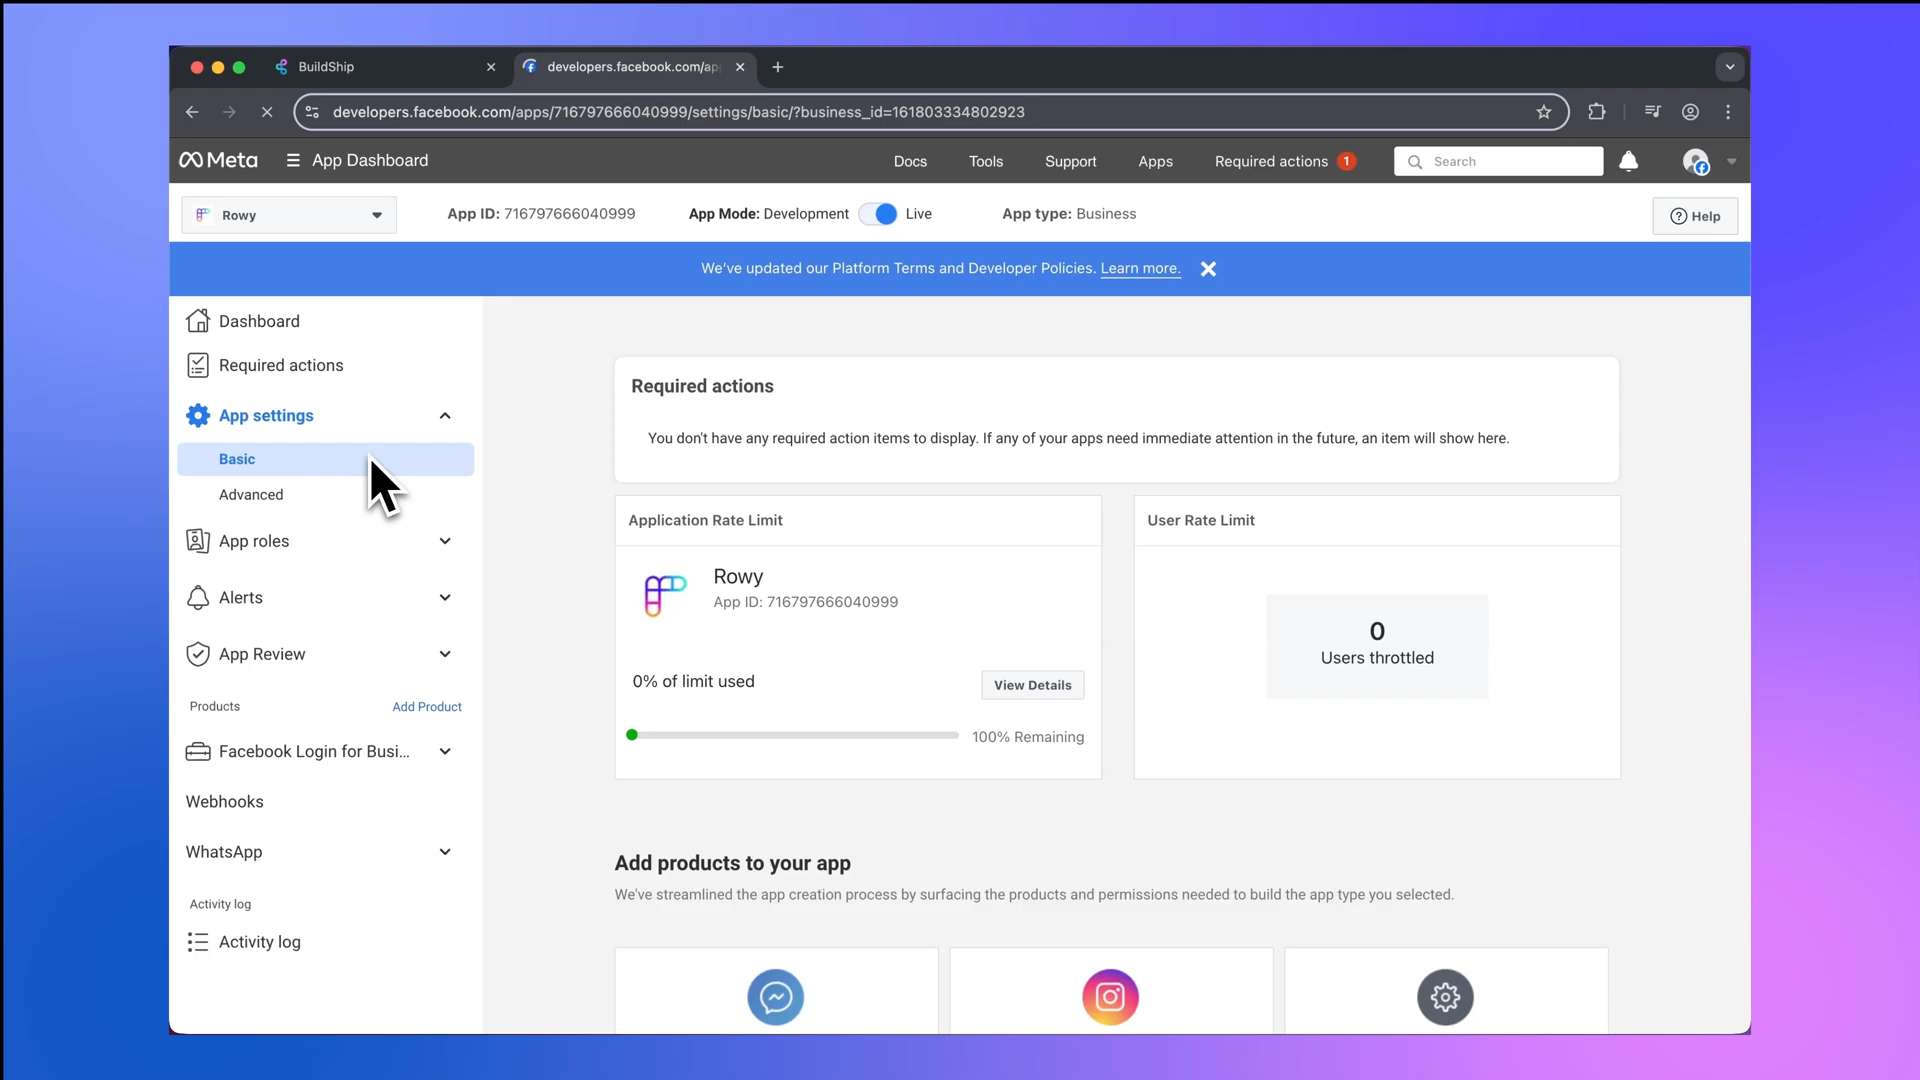 BuildShip
developers.facebook.com/ap
developers.facebook.com/apps/716797666040999/settings/basic/?business_id=161803334802923
Meta
App Dashboard
Docs
Tools
Support
Apps
Required actions 1
Search
Rowy
App ID: 716797666040999
App Mode: Development
Live
App type: Business
Help
We've updated our Platform Terms and Developer Policies. Learn more.
Dashboard
Required actions
App settings
Basic
Advanced
App roles
Alerts
App Review
Products
Add Product
Facebook Login for Busi...
Webhooks
WhatsApp
Activity log
Activity log
Required actions
You don't have any required action items to display. If any of your apps need immediate attention in the future, an item will show here.
Application Rate Limit
Rowy
App ID: 716797666040999
0% of limit used
View Details
100% Remaining
User Rate Limit
0
Users throttled
Add products to your app
We've streamlined the app creation process by surfacing the products and permissions needed to build the app type you selected.